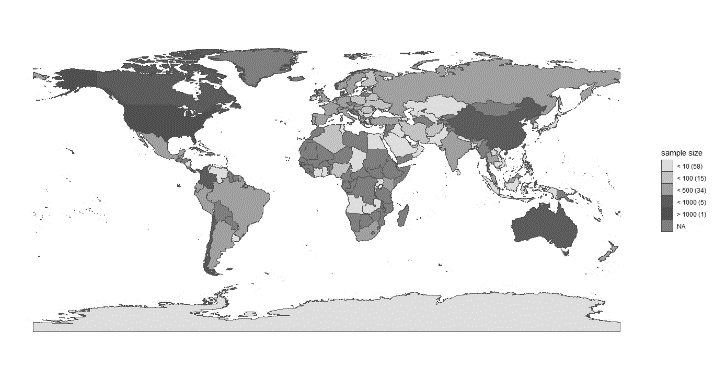 sample size
< 10 (58)
< 100 (15)
< 500 (34)
< 1000 (5)
> 1000 (1)
NA